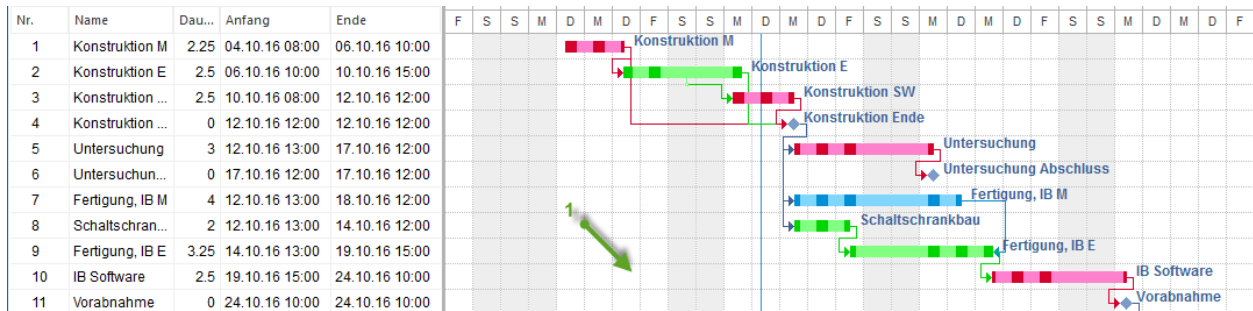 Nr. Name Dau... Anfang Ende F S S M D M D F S S M D M D F S S M D M D F S S M D M D F
1 Konstruktion M 2.25 04.10.16 08:00 06.10.16 10:00 Konstruktion M
2 Konstruktion E 2.5 06.10.16 10:00 10.10.16 15:00 Konstruktion E
3 Konstruktion ... 2.5 10.10.16 08:00 12.10.16 12:00 Konstruktion SW
4 Konstruktion ... 0 12.10.16 12:00 12.10.16 12:00 Konstruktion Ende
5 Untersuchung 3 12.10.16 13:00 17.10.16 12:00 Untersuchung
6 Untersuchun... 0 17.10.16 12:00 17.10.16 12:00 Untersuchung Abschluss
7 Fertigung, IB M 4 12.10.16 13:00 18.10.16 12:00 Fertigung, IB M
8 Schaltschran... 2 12.10.16 13:00 14.10.16 12:00 1 Schaltschrankbau
9 Fertigung, IB E 3.25 14.10.16 13:00 19.10.16 15:00 Fertigung, IB E
10 IB Software 2.5 19.10.16 15:00 24.10.16 10:00 IB Software
11 Vorabnahme 0 24.10.16 10:00 24.10.16 10:00 Vorabnahme